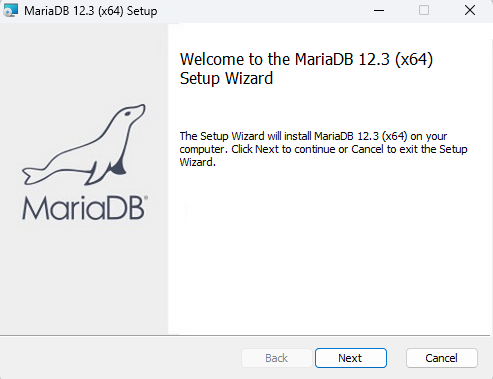 MariaDB 12.3 (x64) Setup
Welcome to the MariaDB 12.3 (x64)
Setup Wizard
The Setup Wizard will install MariaDB 12.3 (x64) on your
computer. Click Next to continue or Cancel to exit the Setup
Wizard.
MariaDB®
Back
Next
Cancel